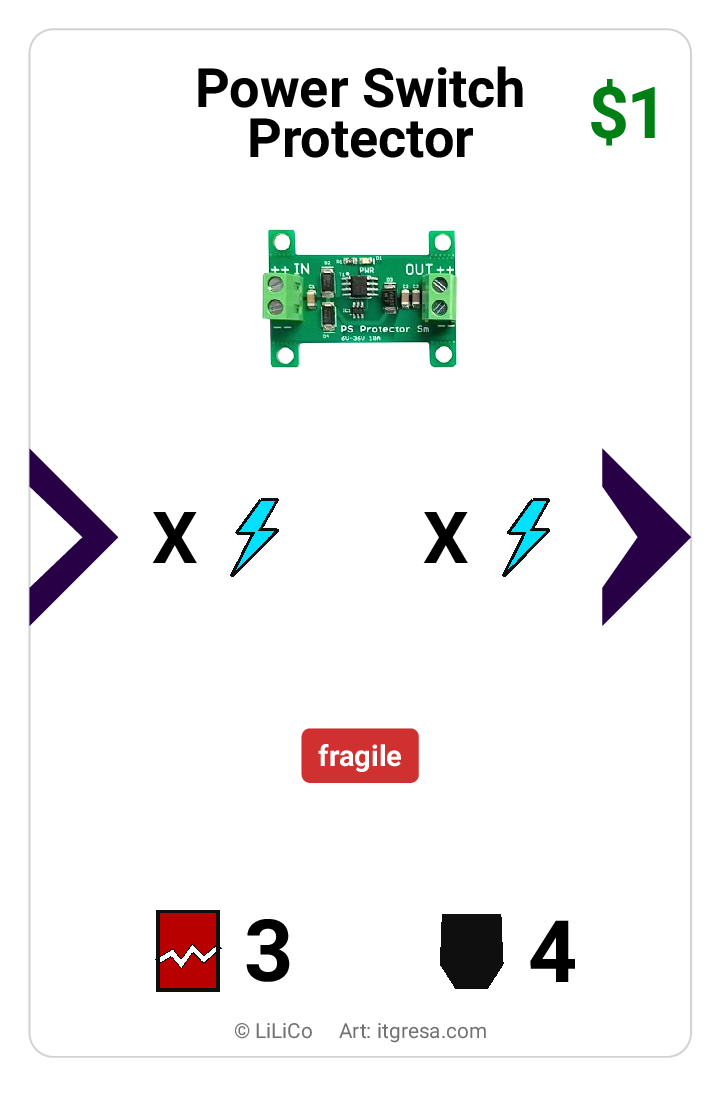 Power Switch
Protector
$1
++ IN
OUT ++
PWR
PS Protector Sm
6V-36V 10A
X
X
fragile
3
4
© LiLiCo Art: itgresa.com